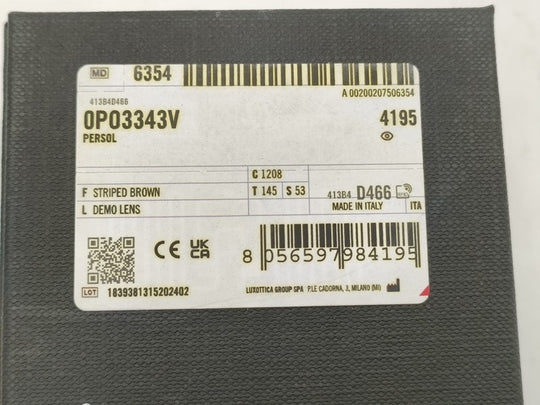 MD 6354
A 00200207506354
413B4D466
0PO3343V 4195
PERSOL
C 1208
F STRIPED BROWN T 145 S 53 413B4 D466
L DEMO LENS MADE IN ITALY ITA
CE UK CA
8 056597 984195
LOT 1839381315202402 LUXOTTICA GROUP SPA P.LE CADORNA, 3, MILANO (MI)